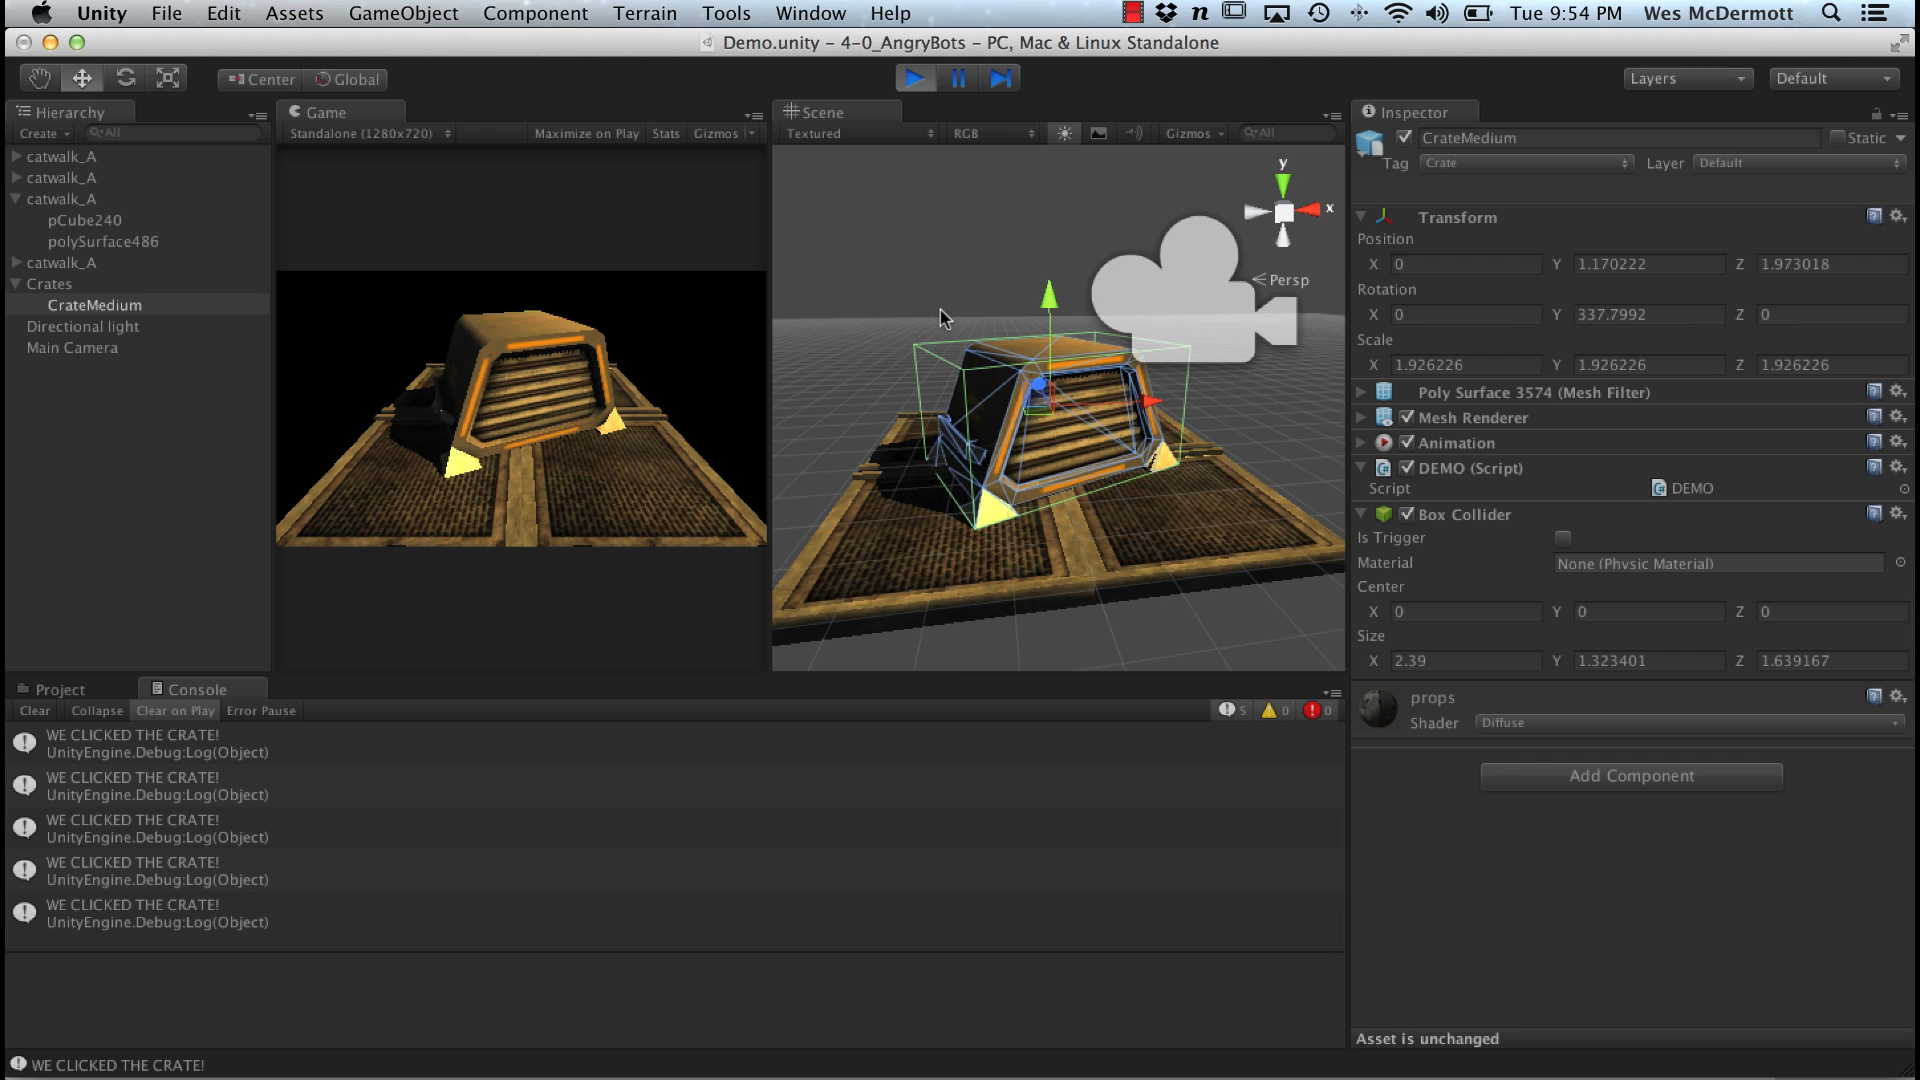 Unity File Edit Assets GameObject Component Terrain Tools Window Help Tue 9:54 PM Wes McDermott
Demo.unity – 4-0_AngryBots – PC, Mac & Linux Standalone
Center Global Layers Default
Hierarchy
Create All
catwalk_A
catwalk_A
catwalk_A
pCube240
polySurface486
catwalk_A
Crates
CrateMedium
Directional light
Main Camera
Game
Standalone (1280x720) Maximize on Play Stats Gizmos
Scene
Textured RGB Gizmos All
y
x
Persp
Inspector
CrateMedium Static
Tag Crate Layer Default
Transform
Position
X 0 Y 1.170222 Z 1.973018
Rotation
X 0 Y 337.7992 Z 0
Scale
X 1.926226 Y 1.926226 Z 1.926226
Poly Surface 3574 (Mesh Filter)
Mesh Renderer
Animation
DEMO (Script)
Script DEMO
Box Collider
Is Trigger
Material None (Physic Material)
Center
X 0 Y 0 Z 0
Size
X 2.39 Y 1.323401 Z 1.639167
props
Shader Diffuse
Add Component
Asset is unchanged
Project Console
Clear Collapse Clear on Play Error Pause 5 0 0
WE CLICKED THE CRATE!
UnityEngine.Debug:Log(Object)
WE CLICKED THE CRATE!
UnityEngine.Debug:Log(Object)
WE CLICKED THE CRATE!
UnityEngine.Debug:Log(Object)
WE CLICKED THE CRATE!
UnityEngine.Debug:Log(Object)
WE CLICKED THE CRATE!
UnityEngine.Debug:Log(Object)
WE CLICKED THE CRATE!